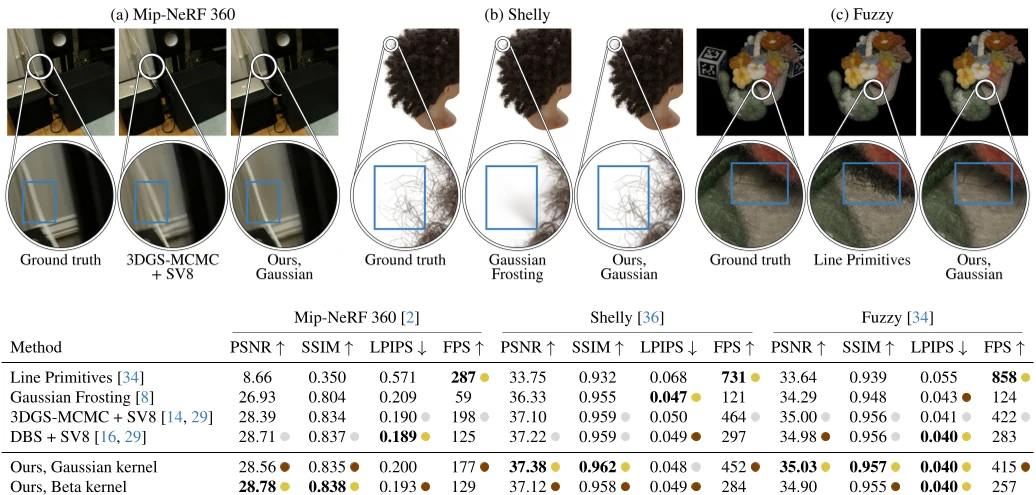 (a) Mip-NeRF 360
(b) Shelly
(c) Fuzzy
Ground truth
3DGS-MCMC
+ SV8
Ours,
Gaussian
Ground truth
Gaussian
Frosting
Ours,
Gaussian
Ground truth
Line Primitives
Ours,
Gaussian
Mip-NeRF 360 [2] Shelly [36] Fuzzy [34]
Method PSNR ↑ SSIM ↑ LPIPS ↓ FPS ↑ PSNR ↑ SSIM ↑ LPIPS ↓ FPS ↑ PSNR ↑ SSIM ↑ LPIPS ↓ FPS ↑
Line Primitives [34] 8.66 0.350 0.571 287 33.75 0.932 0.068 731 33.64 0.939 0.055 858
Gaussian Frosting [8] 26.93 0.804 0.209 59 36.33 0.955 0.047 121 34.29 0.948 0.043 124
3DGS-MCMC + SV8 [14, 29] 28.39 0.834 0.190 198 37.10 0.959 0.050 464 35.00 0.956 0.041 422
DBS + SV8 [16, 29] 28.71 0.837 0.189 125 37.22 0.959 0.049 297 34.98 0.956 0.040 283
Ours, Gaussian kernel 28.56 0.835 0.200 177 37.38 0.962 0.048 452 35.03 0.957 0.040 415
Ours, Beta kernel 28.78 0.838 0.193 129 37.12 0.958 0.049 284 34.90 0.955 0.040 257